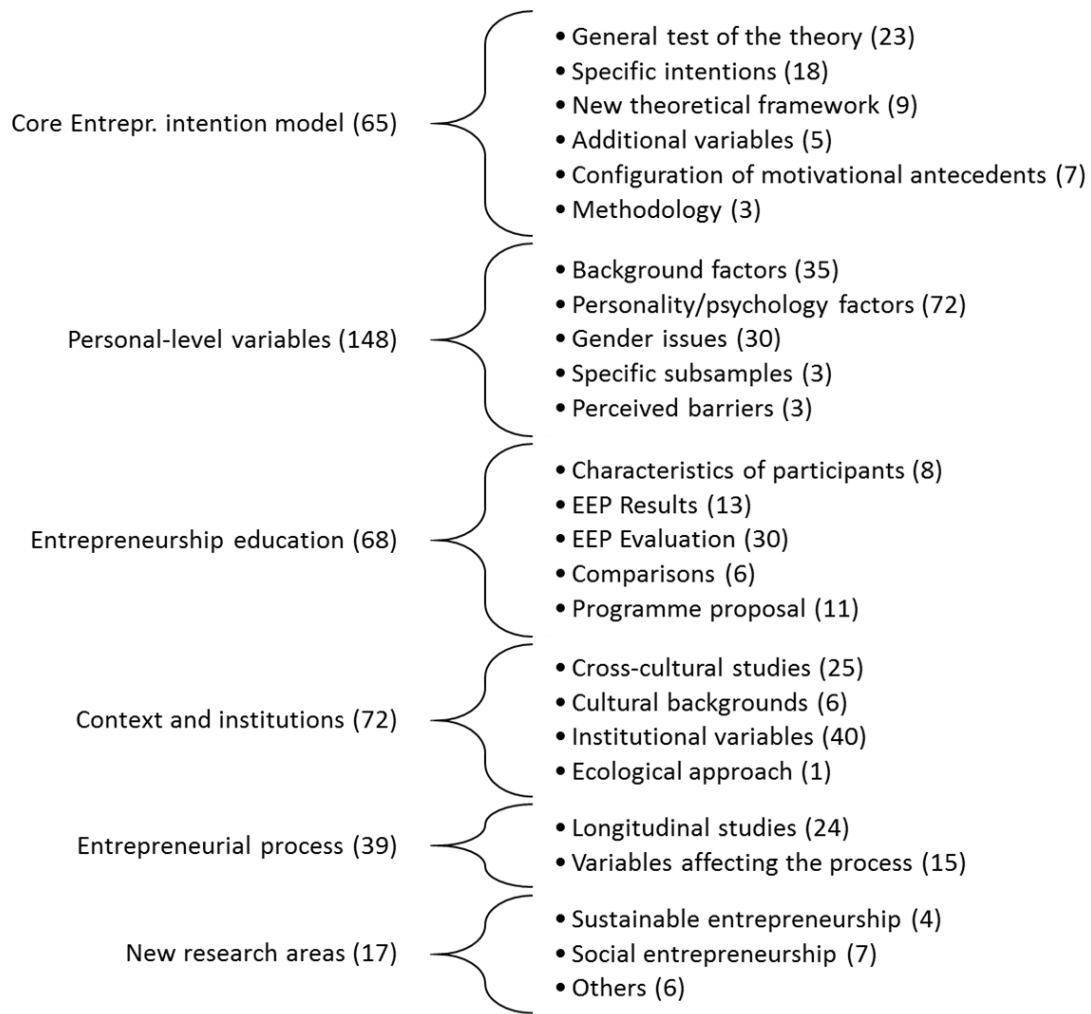 Core Entrepr. intention model (65)
• General test of the theory (23)
• Specific intentions (18)
• New theoretical framework (9)
• Additional variables (5)
• Configuration of motivational antecedents (7)
• Methodology (3)
Personal-level variables (148)
• Background factors (35)
• Personality/psychology factors (72)
• Gender issues (30)
• Specific subsamples (3)
• Perceived barriers (3)
Entrepreneurship education (68)
• Characteristics of participants (8)
• EEP Results (13)
• EEP Evaluation (30)
• Comparisons (6)
• Programme proposal (11)
Context and institutions (72)
• Cross-cultural studies (25)
• Cultural backgrounds (6)
• Institutional variables (40)
• Ecological approach (1)
Entrepreneurial process (39)
• Longitudinal studies (24)
• Variables affecting the process (15)
New research areas (17)
• Sustainable entrepreneurship (4)
• Social entrepreneurship (7)
• Others (6)